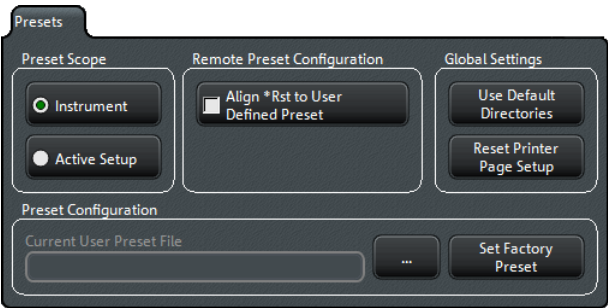 Presets
Preset Scope
Instrument
Active Setup
Remote Preset Configuration
Align *Rst to User
Defined Preset
Global Settings
Use Default
Directories
Reset Printer
Page Setup
Preset Configuration
Current User Preset File
...
Set Factory
Preset